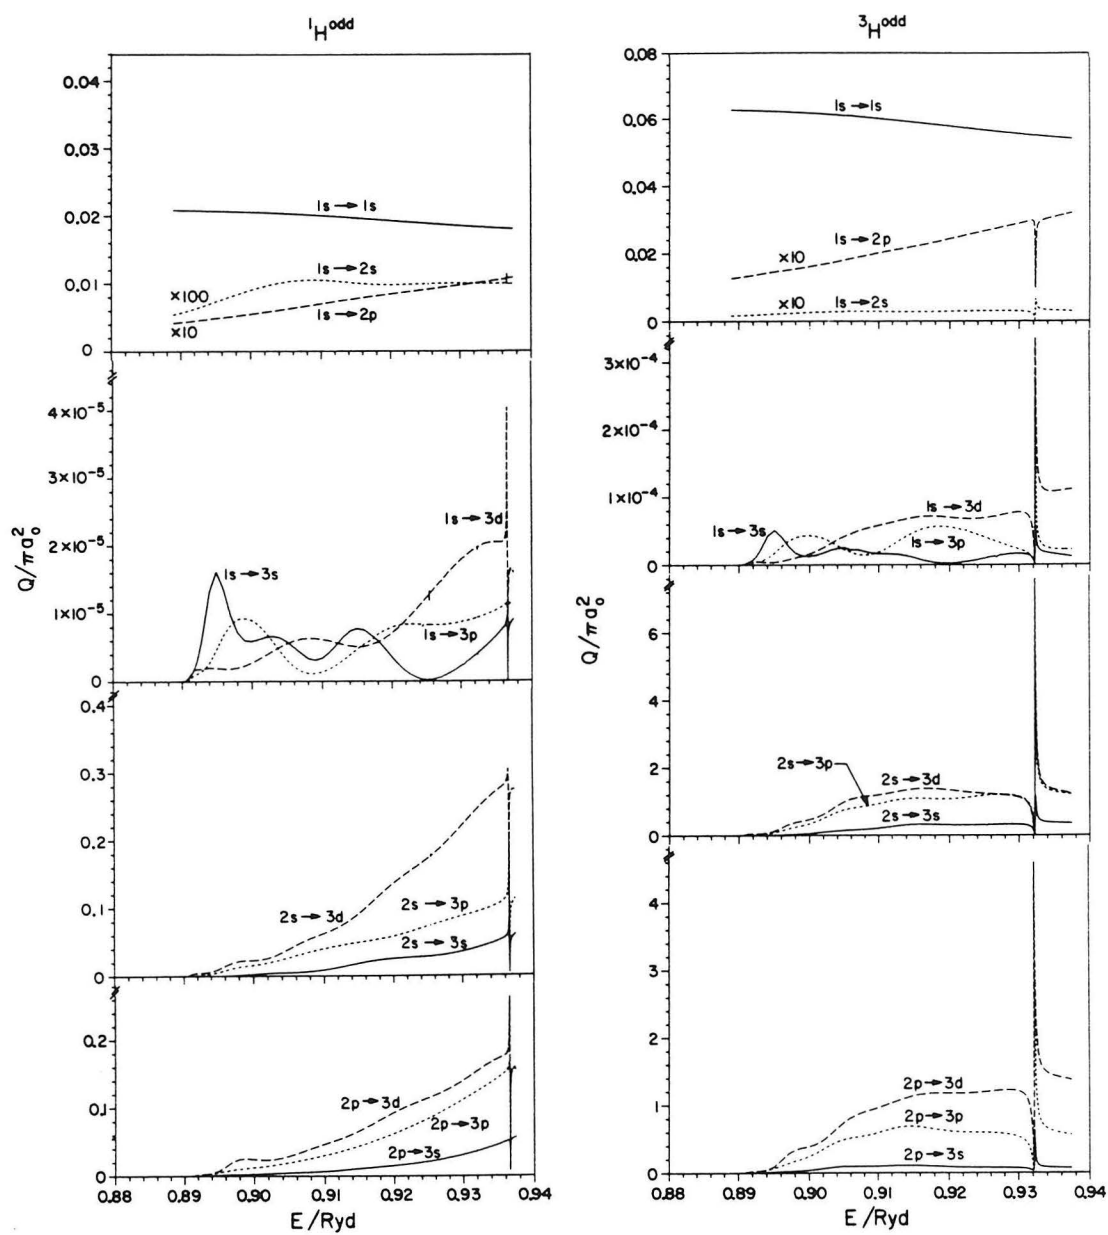 ¹Hᵒᵈᵈ
0.04
0.03
0.02
0.01
0
1s→1s
1s→2s
×100
1s→2p
×10
4×10⁻⁵
3×10⁻⁵
2×10⁻⁵
1×10⁻⁵
0
1s→3d
1s→3s
1s→3p
Q/πa₀²
0.4
0.3
0.2
0.1
0
2s→3d
2s→3p
2s→3s
0.2
0.1
0
2p→3d
2p→3p
2p→3s
0.88 0.89 0.90 0.91 0.92 0.93 0.94
E/Ryd
³Hᵒᵈᵈ
0.08
0.06
0.04
0.02
0
1s→1s
1s→2p
×10
×10
1s→2s
3×10⁻⁴
2×10⁻⁴
1×10⁻⁴
0
1s→3d
1s→3s
1s→3p
Q/πa₀²
6
4
2
0
2s→3p
2s→3d
2s→3s
4
3
2
1
0
2p→3d
2p→3p
2p→3s
0.88 0.89 0.90 0.91 0.92 0.93 0.94
E/Ryd